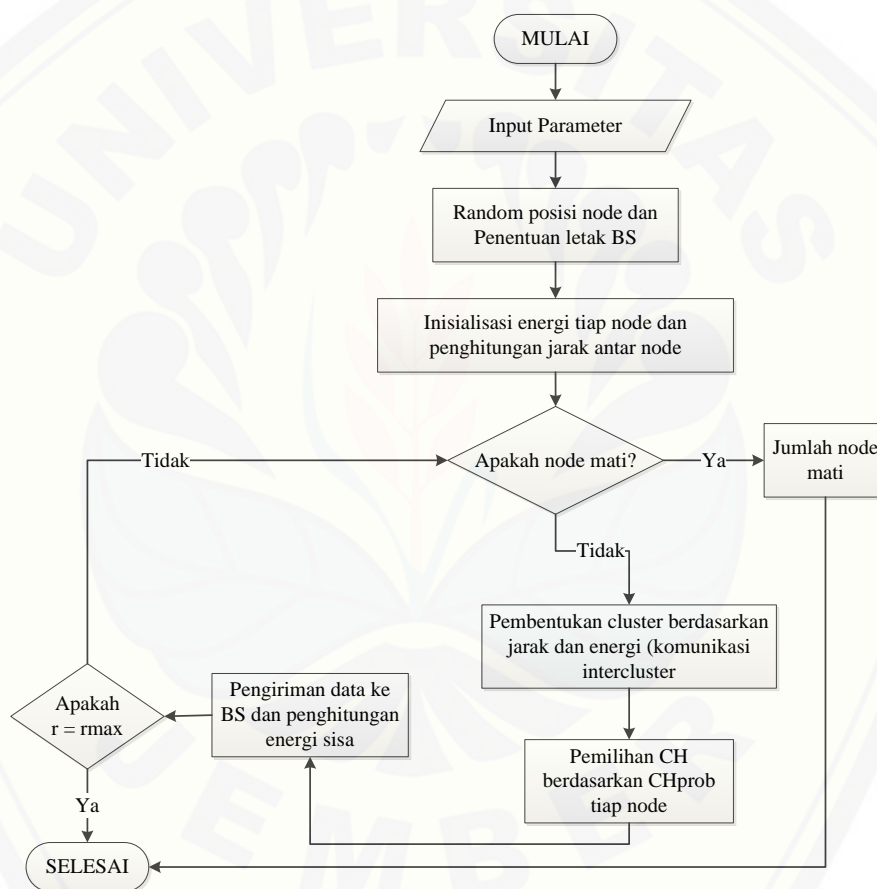 MULAI
Input Parameter
Random posisi node dan
Penentuan letak BS
Inisialisasi energi tiap node dan
penghitungan jarak antar node
Apakah node mati?
Ya
Jumlah node
mati
Tidak
Tidak
Pembentukan cluster berdasarkan
jarak dan energi (komunikasi
intercluster
Pemilihan CH
berdasarkan CHprob
tiap node
Pengiriman data ke
BS dan penghitungan
energi sisa
Apakah
r = rmax
Ya
SELESAI
UNIVERSITAS
JEMBER